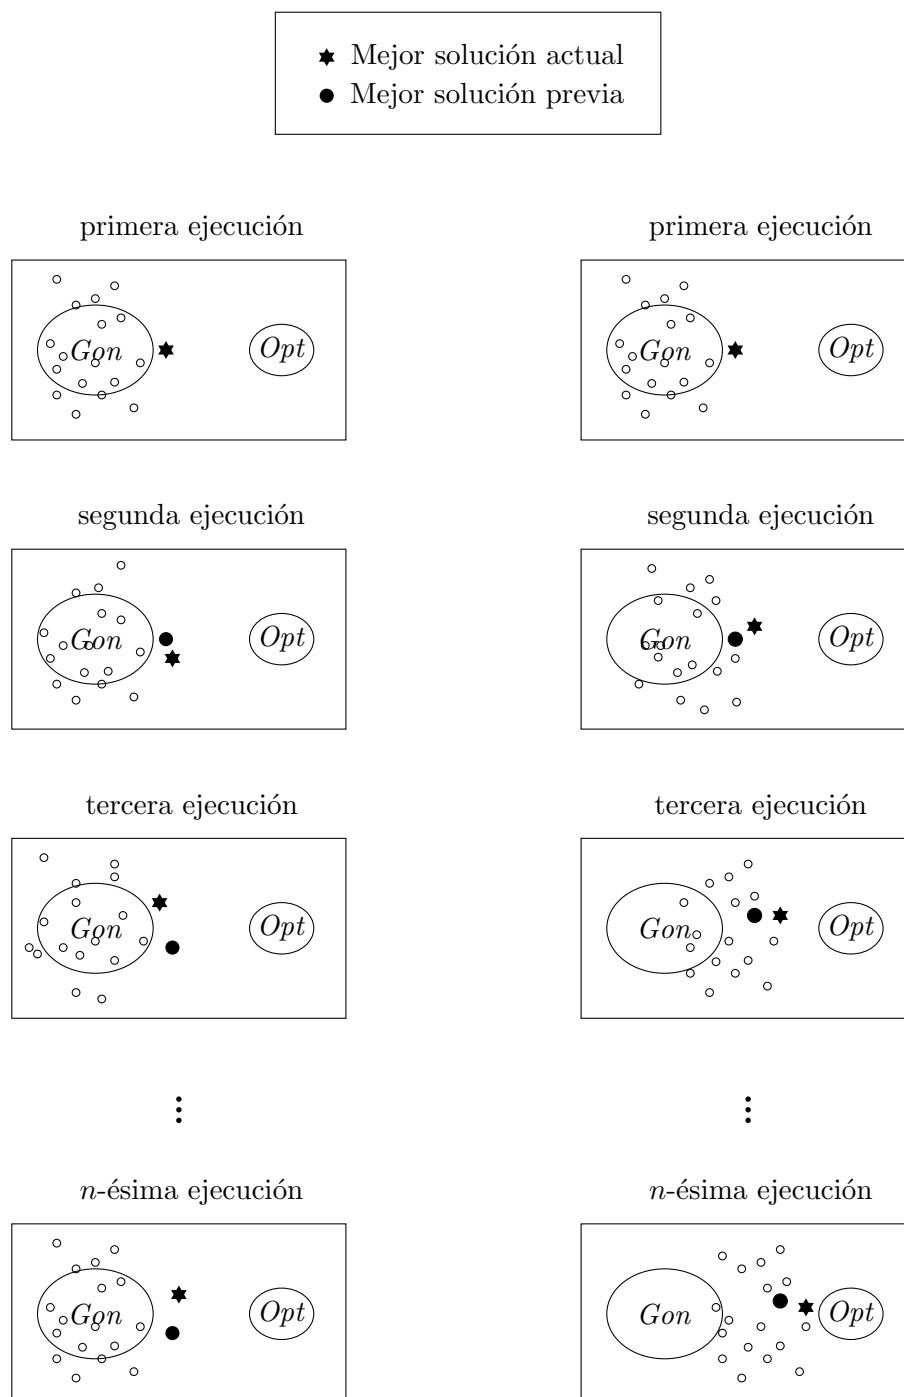 Mejor solución actual
Mejor solución previa
primera ejecución
primera ejecución
Gon
Opt
Gon
Opt
segunda ejecución
segunda ejecución
Gon
Opt
Gon
Opt
tercera ejecución
tercera ejecución
Gon
Opt
Gon
Opt
n-ésima ejecución
n-ésima ejecución
Gon
Opt
Gon
Opt